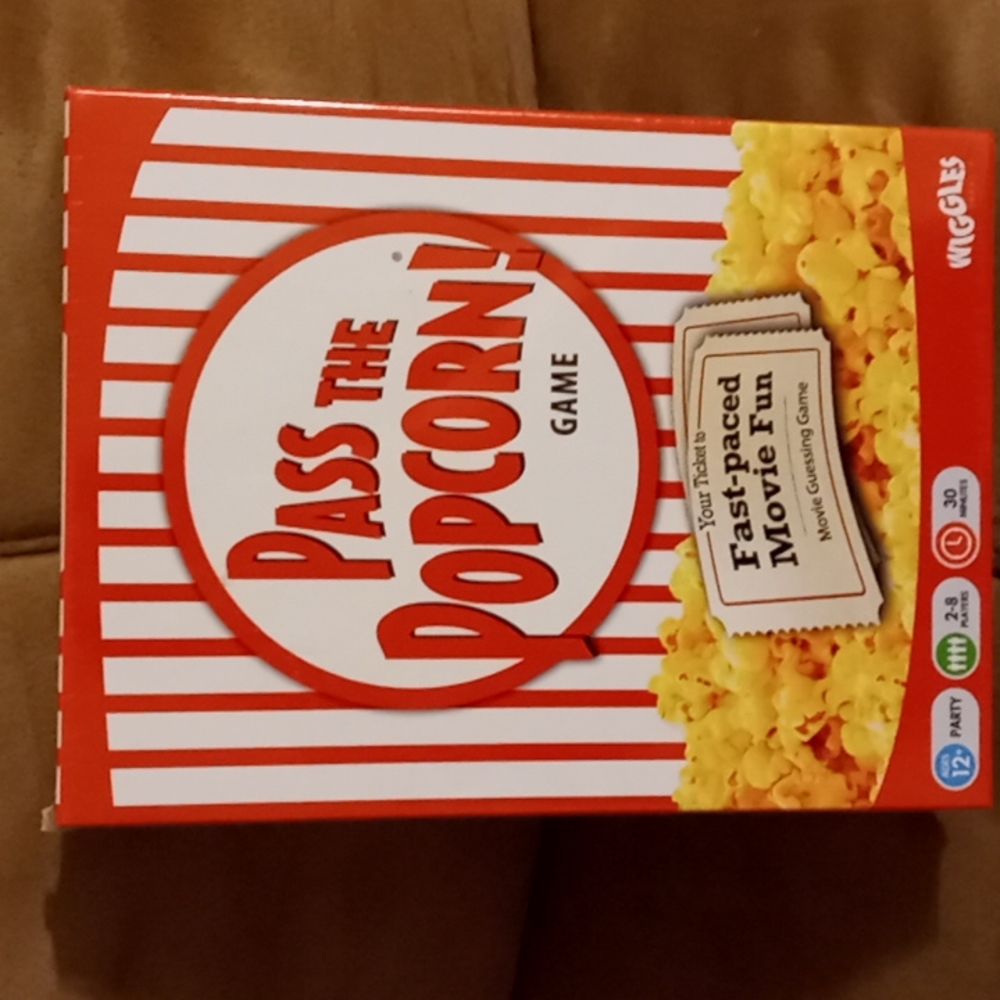 PASS THE
POPCORN!
GAME
Your Ticket to
Fast-paced
Movie Fun
Movie Guessing Game
AGES
12+
PARTY
2-8
PLAYERS
30
MINUTES
WIGGLES